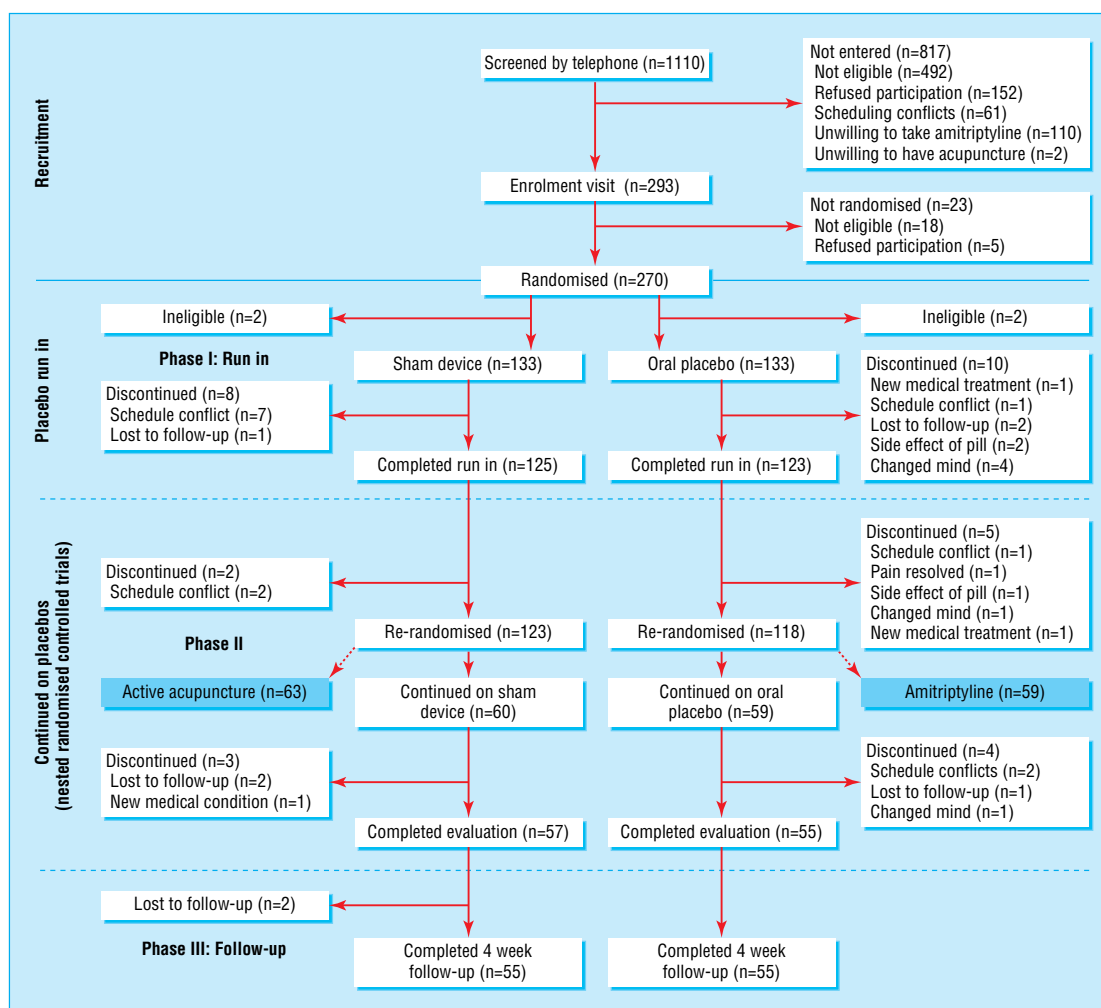 Recruitment
Screened by telephone (n=1110)
Not entered (n=817)
Not eligible (n=492)
Refused participation (n=152)
Scheduling conflicts (n=61)
Unwilling to take amitriptyline (n=110)
Unwilling to have acupuncture (n=2)
Enrolment visit (n=293)
Not randomised (n=23)
Not eligible (n=18)
Refused participation (n=5)
Randomised (n=270)
Placebo run in
Ineligible (n=2)
Ineligible (n=2)
Phase I: Run in
Sham device (n=133)
Oral placebo (n=133)
Discontinued (n=8)
Schedule conflict (n=7)
Lost to follow-up (n=1)
Discontinued (n=10)
New medical treatment (n=1)
Schedule conflict (n=1)
Lost to follow-up (n=2)
Side effect of pill (n=2)
Changed mind (n=4)
Completed run in (n=125)
Completed run in (n=123)
Continued on placebos
(nested randomised controlled trials)
Discontinued (n=2)
Schedule conflict (n=2)
Discontinued (n=5)
Schedule conflict (n=1)
Pain resolved (n=1)
Side effect of pill (n=1)
Changed mind (n=1)
New medical treatment (n=1)
Phase II
Re-randomised (n=123)
Re-randomised (n=118)
Active acupuncture (n=63)
Continued on sham
device (n=60)
Continued on oral
placebo (n=59)
Amitriptyline (n=59)
Discontinued (n=3)
Lost to follow-up (n=2)
New medical condition (n=1)
Discontinued (n=4)
Schedule conflicts (n=2)
Lost to follow-up (n=1)
Changed mind (n=1)
Completed evaluation (n=57)
Completed evaluation (n=55)
Lost to follow-up (n=2)
Phase III: Follow-up
Completed 4 week
follow-up (n=55)
Completed 4 week
follow-up (n=55)